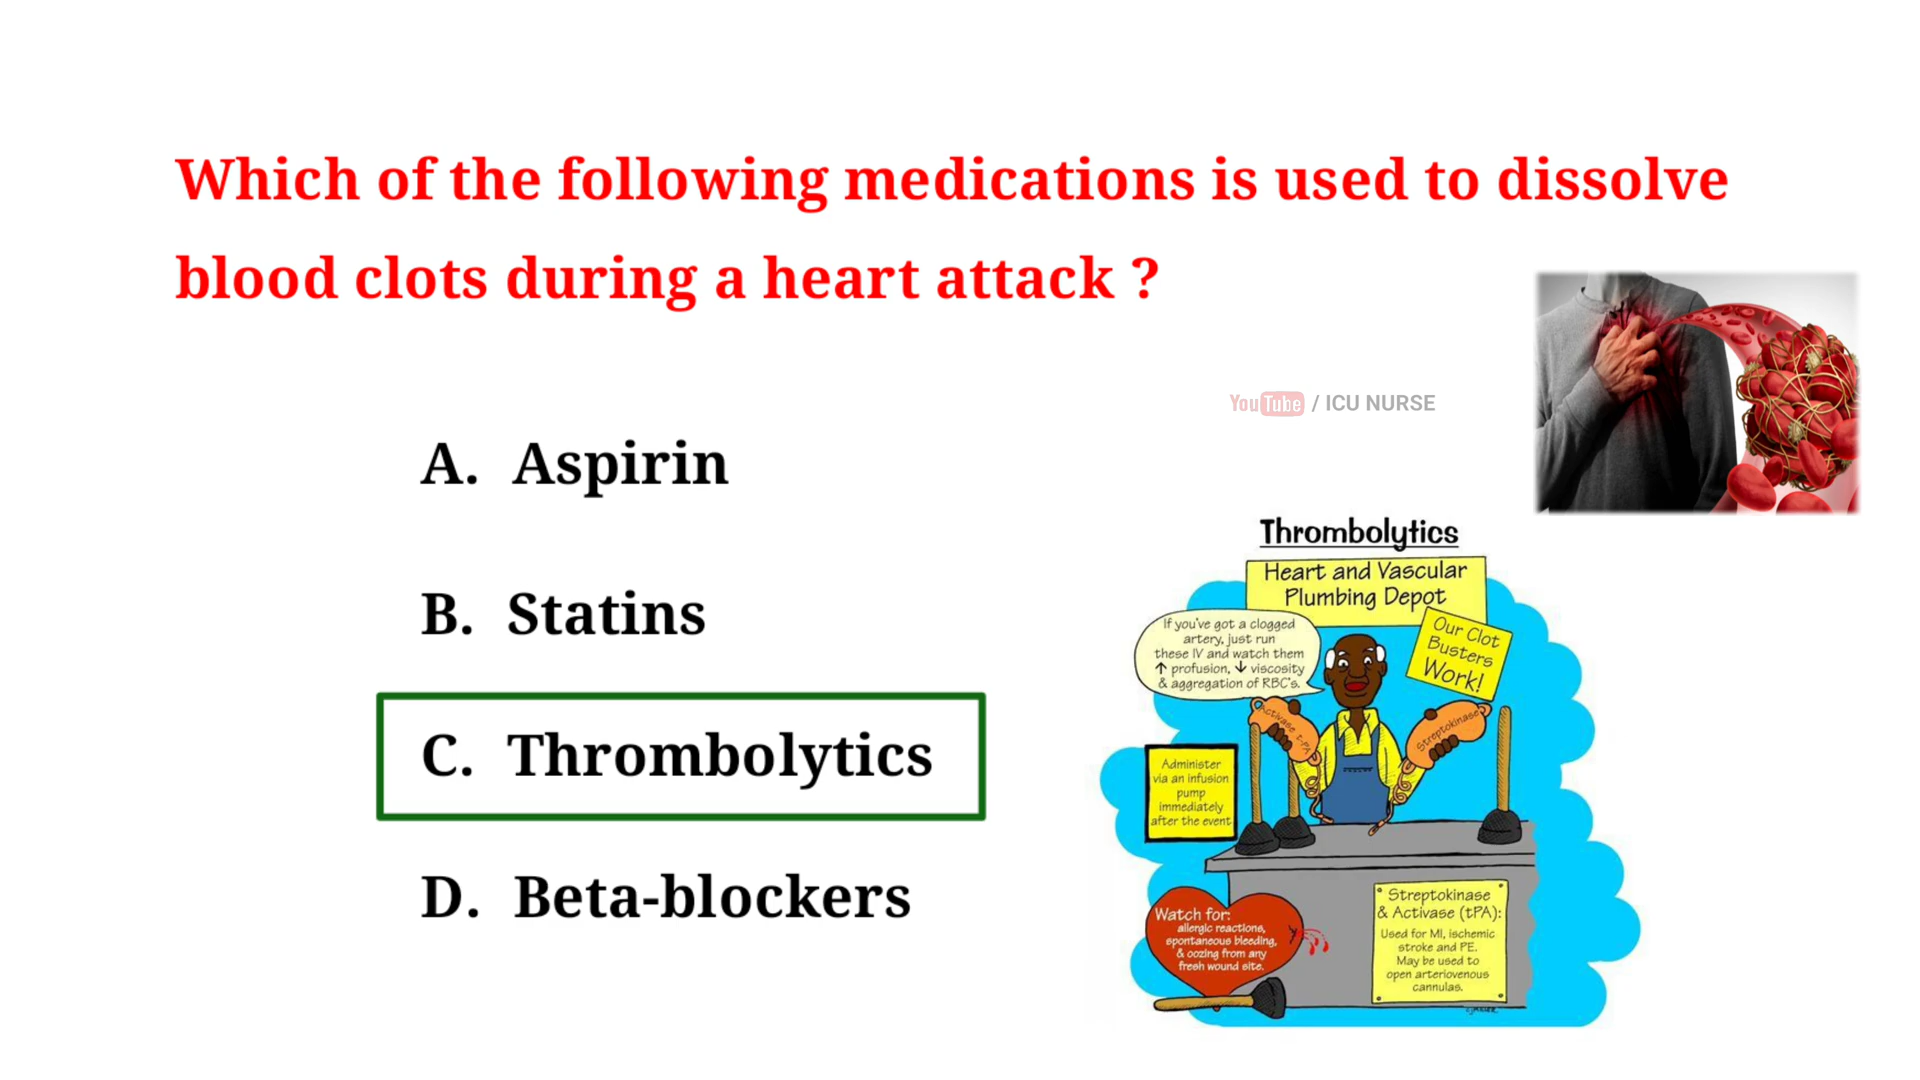 Which of the following medications is used to dissolve
blood clots during a heart attack ?
YouTube / ICU NURSE
A. Aspirin
B. Statins
C. Thrombolytics
D. Beta-blockers
Thrombolytics
Heart and Vascular
Plumbing Depot
If you've got a clogged
artery, just run
these IV and watch them
↑ profusion, ↓ viscosity
& aggregation of RBC's.
Our Clot
Busters
Work!
Activase t-PA
Streptokinase
Administer
via an infusion
pump
immediately
after the event
Watch for:
allergic reactions,
spontaneous bleeding,
& oozing from any
fresh wound site.
Streptokinase
& Activase (tPA):
Used for MI, ischemic
stroke and PE.
May be used to
open arteriovenous
cannulas.